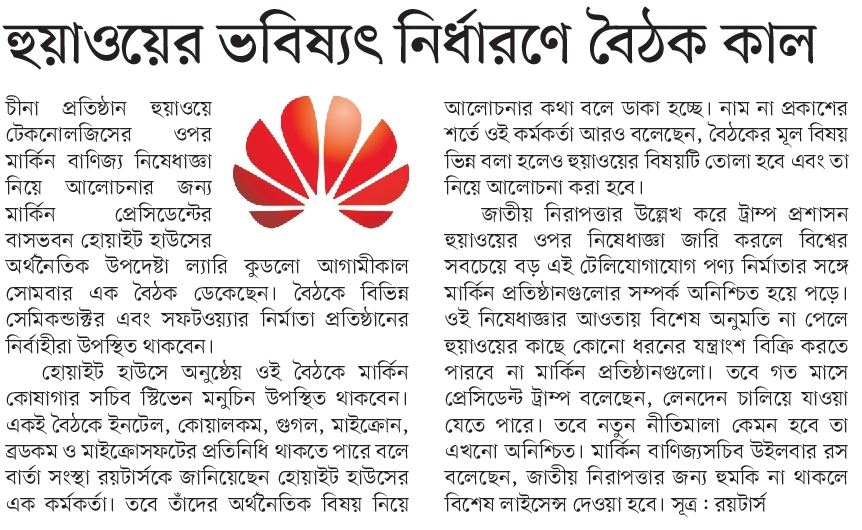 হুয়াওয়ের ভবিষ্যৎ নির্ধারণে বৈঠক কাল
চীনা প্রতিষ্ঠান হুয়াওয়ে
টেকনোলজিসের ওপর
মার্কিন বাণিজ্য নিষেধাজ্ঞা
নিয়ে আলোচনার জন্য
মার্কিন প্রেসিডেন্টের
বাসভবন হোয়াইট হাউসের
অর্থনৈতিক উপদেষ্টা ল্যারি কুডলো আগামীকাল
সোমবার এক বৈঠক ডেকেছেন। বৈঠকে বিভিন্ন
সেমিকন্ডাক্টর এবং সফটওয়্যার নির্মাতা প্রতিষ্ঠানের
নির্বাহীরা উপস্থিত থাকবেন।
হোয়াইট হাউসে অনুষ্ঠেয় ওই বৈঠকে মার্কিন
কোষাগার সচিব স্টিভেন মনুচিন উপস্থিত থাকবেন।
একই বৈঠকে ইনটেল, কোয়ালকম, গুগল, মাইক্রোন,
ব্রডকম ও মাইক্রোসফটের প্রতিনিধি থাকতে পারে বলে
বার্তা সংস্থা রয়টার্সকে জানিয়েছেন হোয়াইট হাউসের
এক কর্মকর্তা। তবে তাঁদের অর্থনৈতিক বিষয় নিয়ে
আলোচনার কথা বলে ডাকা হচ্ছে। নাম না প্রকাশের
শর্তে ওই কর্মকর্তা আরও বলেছেন, বৈঠকের মূল বিষয়
ভিন্ন বলা হলেও হুয়াওয়ের বিষয়টি তোলা হবে এবং তা
নিয়ে আলোচনা করা হবে।
জাতীয় নিরাপত্তার উল্লেখ করে ট্রাম্প প্রশাসন
হুয়াওয়ের ওপর নিষেধাজ্ঞা জারি করলে বিশ্বের
সবচেয়ে বড় এই টেলিযোগাযোগ পণ্য নির্মাতার সঙ্গে
মার্কিন প্রতিষ্ঠানগুলোর সম্পর্ক অনিশ্চিত হয়ে পড়ে।
ওই নিষেধাজ্ঞার আওতায় বিশেষ অনুমতি না পেলে
হুয়াওয়ের কাছে কোনো ধরনের যন্ত্রাংশ বিক্রি করতে
পারবে না মার্কিন প্রতিষ্ঠানগুলো। তবে গত মাসে
প্রেসিডেন্ট ট্রাম্প বলেছেন, লেনদেন চালিয়ে যাওয়া
যেতে পারে। তবে নতুন নীতিমালা কেমন হবে তা
এখনো অনিশ্চিত। মার্কিন বাণিজ্যসচিব উইলবার রস
বলেছেন, জাতীয় নিরাপত্তার জন্য হুমকি না থাকলে
বিশেষ লাইসেন্স দেওয়া হবে। সূত্র : রয়টার্স